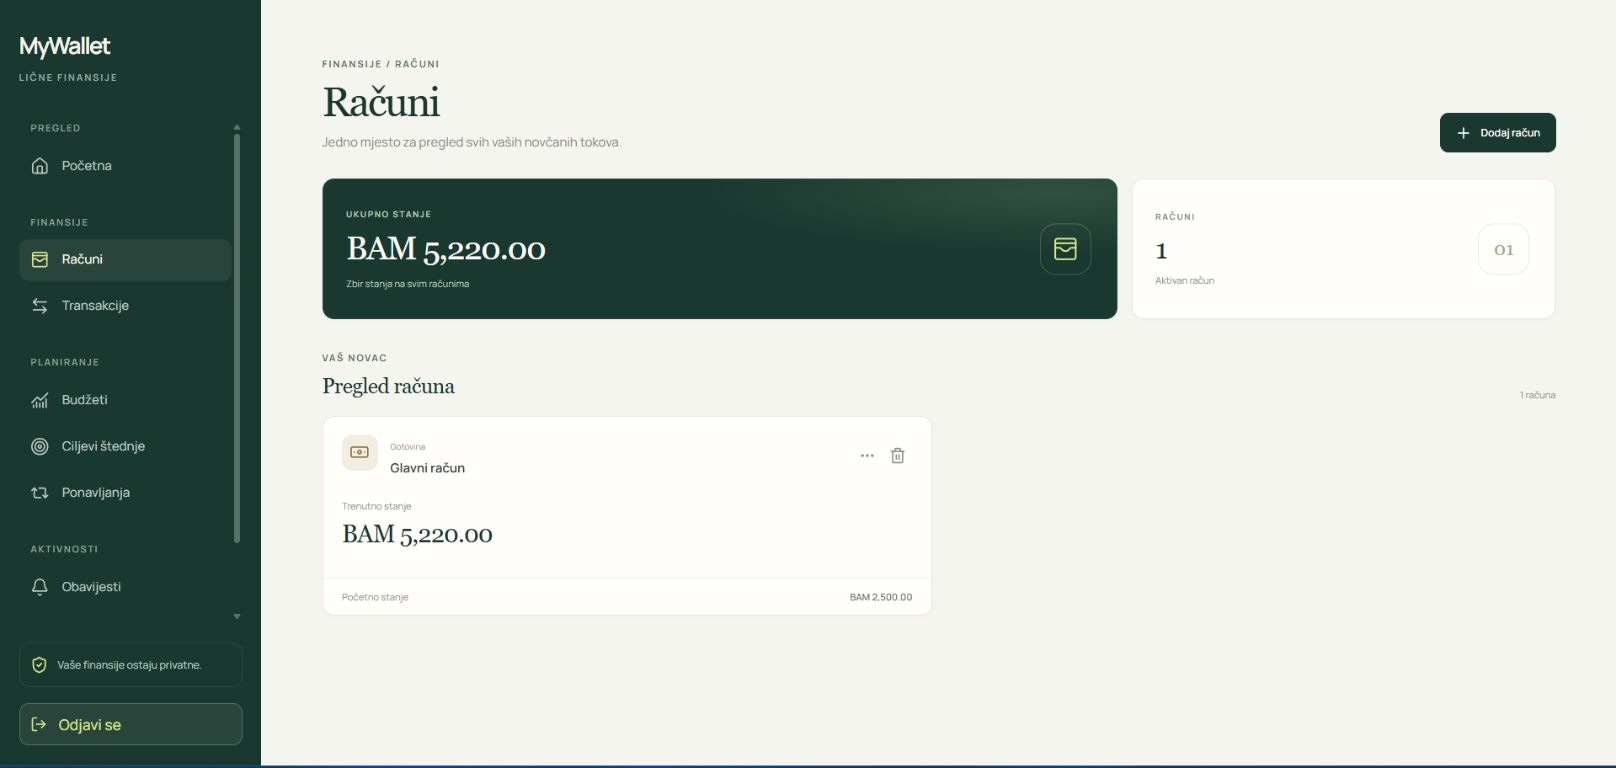 MyWallet
LIČNE FINANSIJE
PREGLED
Početna
FINANSIJE
Računi
Transakcije
PLANIRANJE
Budžeti
Ciljevi štednje
Ponavljanja
AKTIVNOSTI
Obavijesti
Vaše finansije ostaju privatne.
Odjavi se
FINANSIJE / RAČUNI
Računi
Jedno mjesto za pregled svih vaših novčanih tokova.
Dodaj račun
UKUPNO STANJE
BAM 5,220.00
Zbir stanja na svim računima
RAČUNI
1
Aktivan račun
01
VAŠ NOVAC
Pregled računa
1 računa
Gotovina
Glavni račun
Trenutno stanje
BAM 5,220.00
Početno stanje
BAM 2,500.00